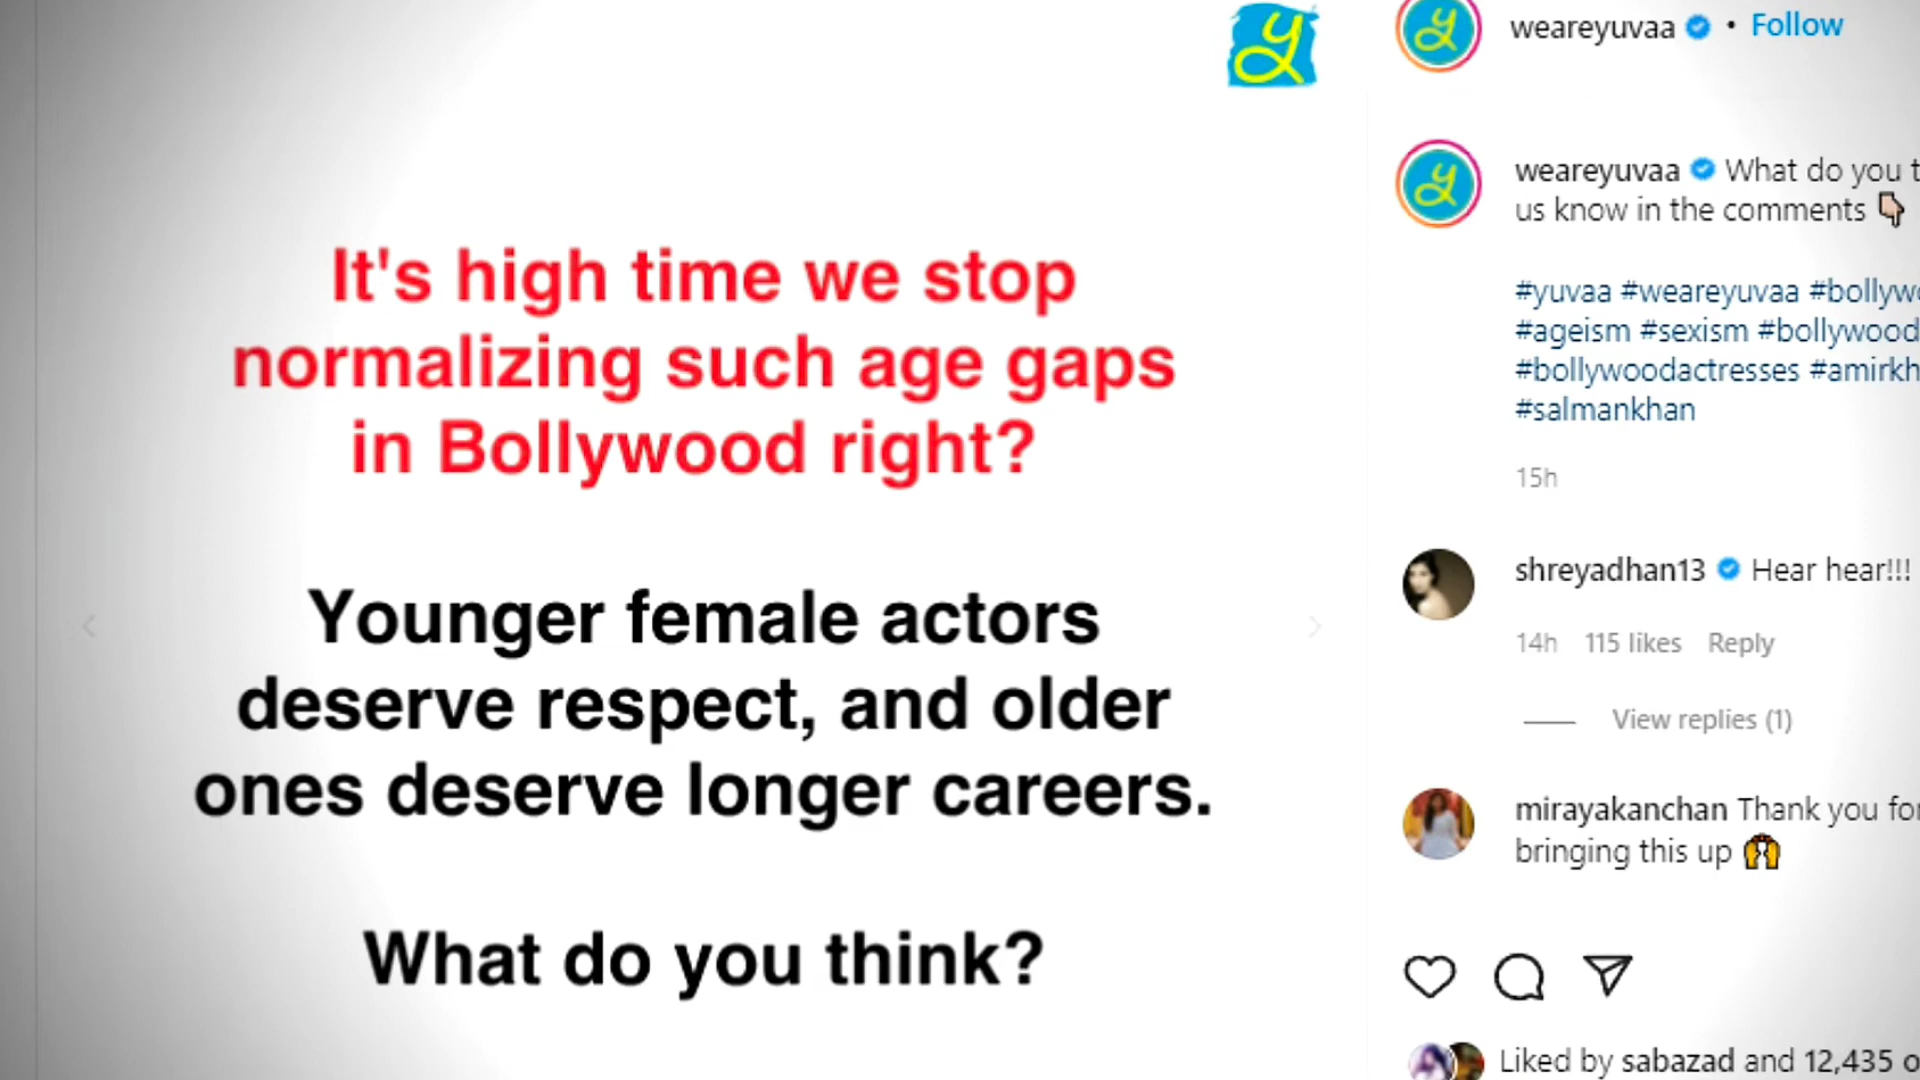 It's high time we stop
normalizing such age gaps
in Bollywood right?
Younger female actors
deserve respect, and older
ones deserve longer careers.
What do you think?
weareyuvaa • Follow
weareyuvaa What do you
us know in the comments
#yuvaa #weareyuvaa
#ageism #sexism #bollywood
#bollywoodactresses
#salmankhan
15h
shreyadhan13 Hear hear!!!
14h 115 likes Reply
View replies (1)
mirayakanchan Thank you for
bringing this up
Liked by sabazad and 12,435